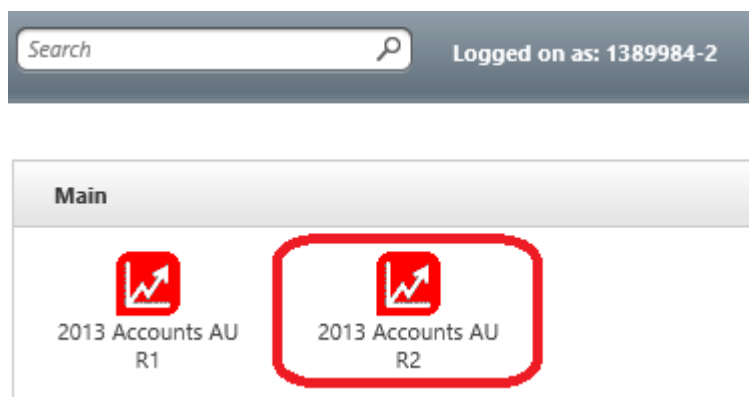 Search
Logged on as: 1389984-2
Main
2013 Accounts AU
R1
2013 Accounts AU
R2